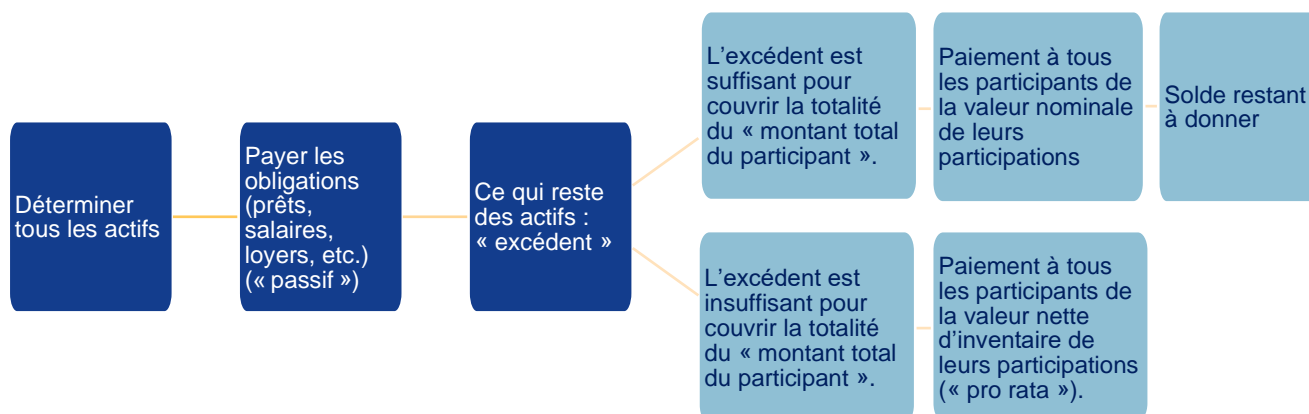 Déterminer
tous les actifs
Payer les
obligations
(prêts,
salaires,
loyers, etc.)
(« passif »)
Ce qui reste
des actifs :
« excédent »
L’excédent est
suffisant pour
couvrir la totalité
du « montant total
du participant ».
Paiement à tous
les participants de
la valeur nominale
de leurs
participations
Solde restant
à donner
L’excédent est
insuffisant pour
couvrir la totalité
du « montant total
du participant ».
Paiement à tous
les participants de
la valeur nette
d’inventaire de
leurs participations
(« pro rata »).